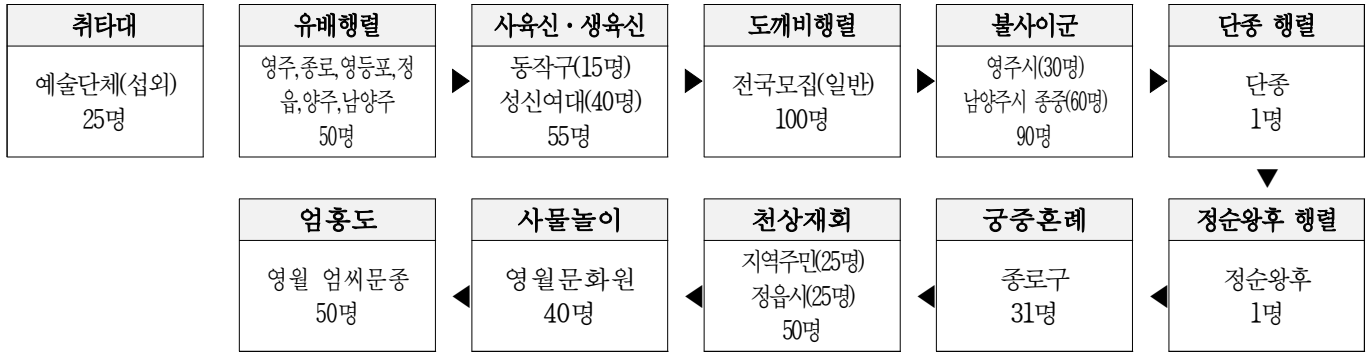 취타대
예술단체(섭외)
25명
유배행렬
영주,종로,영등포,정
읍,양주,남양주
50명
사육신·생육신
동작구(15명)
성신여대(40명)
55명
도깨비행렬
전국모집(일반)
100명
불사이군
영주시(30명)
남양주시 종중(60명)
90명
단종 행렬
단종
1명
정순왕후 행렬
정순왕후
1명
궁중혼례
종로구
31명
천상재회
지역주민(25명)
정읍시(25명)
50명
사물놀이
영월문화원
40명
엄흥도
영월 엄씨문종
50명